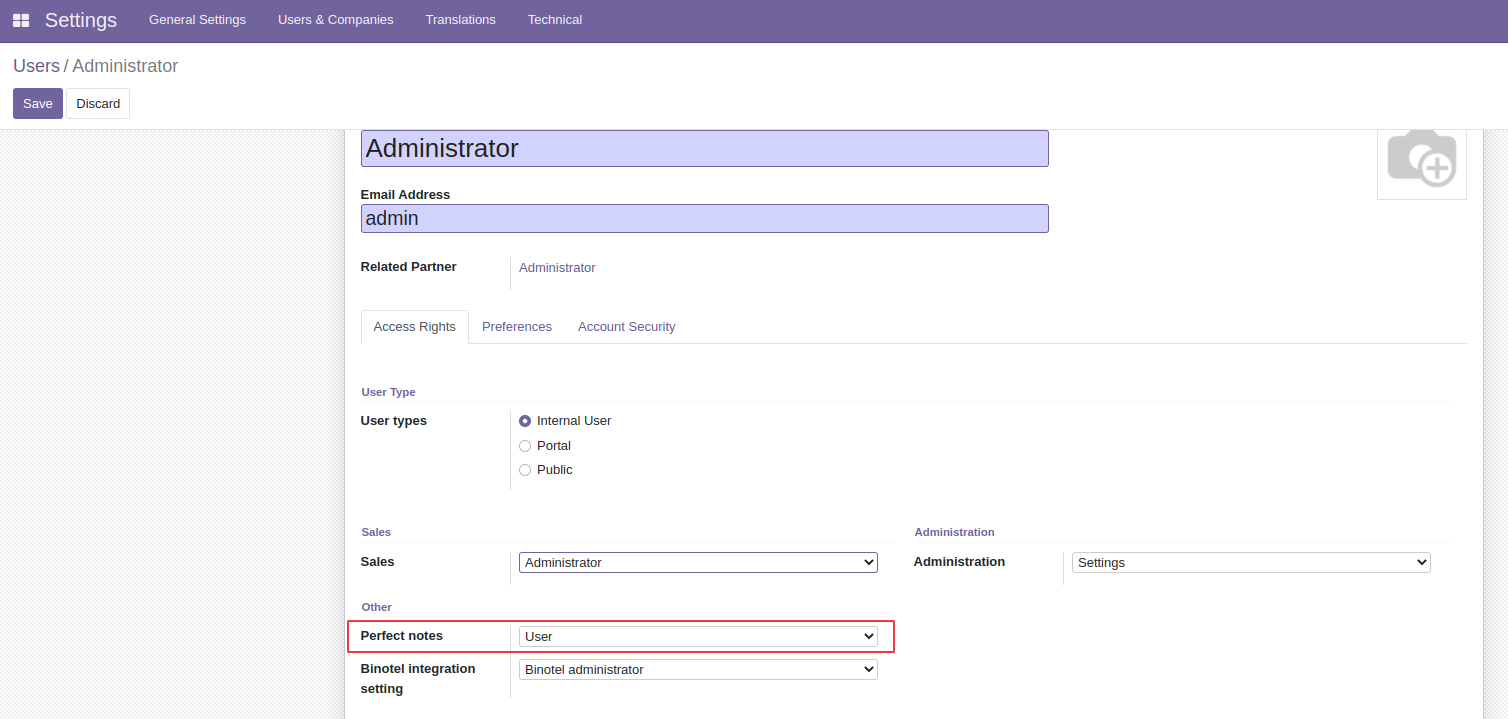 Settings General Settings Users & Companies Translations Technical
Users / Administrator
Save Discard
Administrator
Email Address
admin
Related Partner Administrator
Access Rights Preferences Account Security
User Type
User types Internal User
Portal
Public
Sales Administration
Sales Administrator Administration Settings
Other
Perfect notes User
Binotel integration Binotel administrator
setting